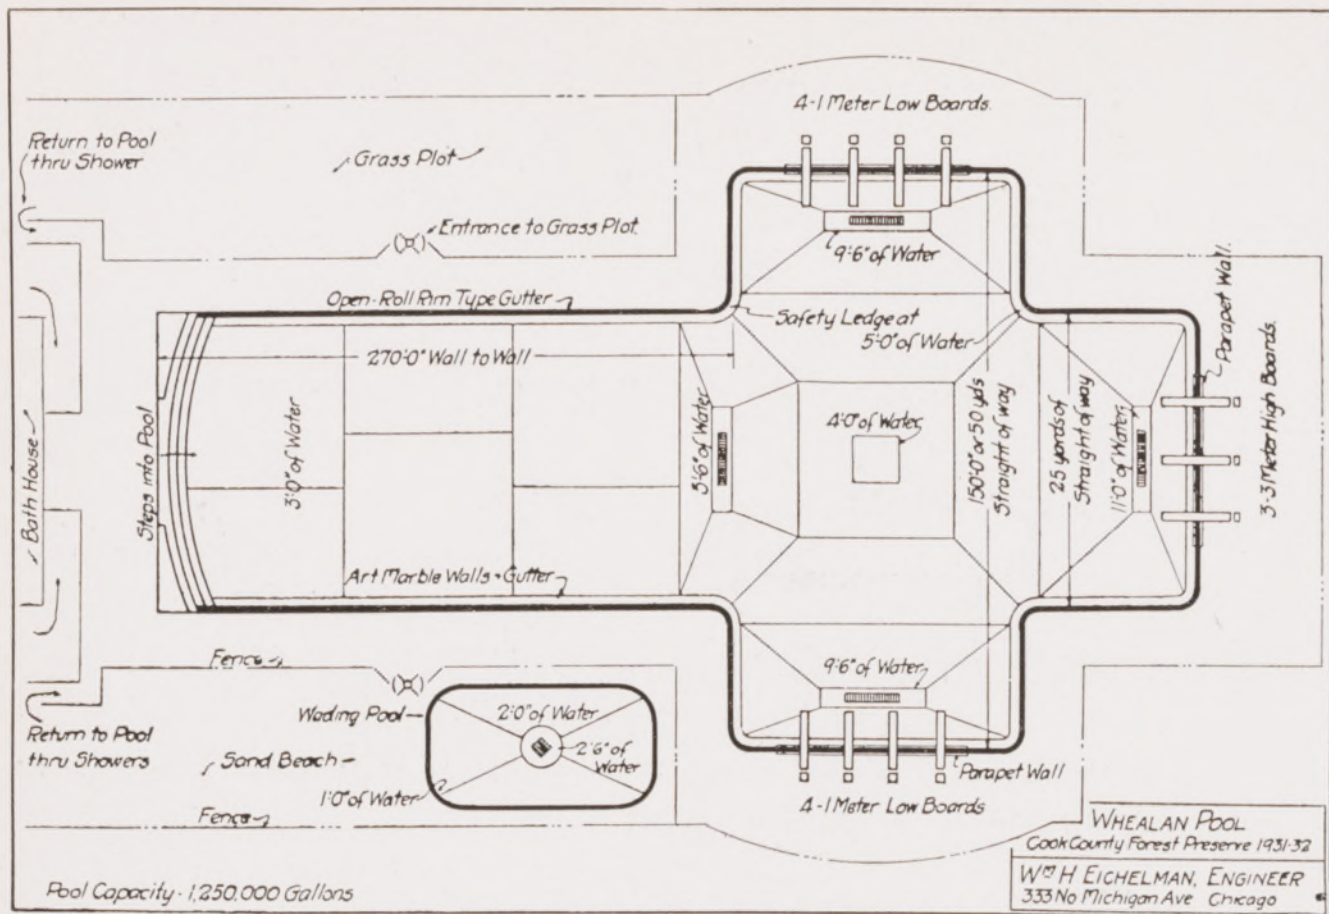 4-1 Meter Low Boards.
Return to Pool
thru Shower
Grass Plot
Entrance to Grass Plot.
9'-6" of Water
Open-Roll Rim Type Gutter
Safety Ledge at
5'-0" of Water
270'-0" Wall to Wall
Bath House
Steps into Pool
3'-0" of Water
5'-6" of Water
4'-0" of Water
150'-0" or 50 yds
Straight of way
25 yards of
Straight of way
11'-0" of Water
Parapet Wall.
3-3 Meter High Boards.
Art Marble Walls - Gutter
Fence
9'-6" of Water
Wading Pool
2'-0" of Water
2'-6" of
Water
Return to Pool
thru Showers
Sand Beach
1'-0" of Water
Parapet Wall
4-1 Meter Low Boards
Fence
WHEALAN POOL
Cook County Forest Preserve 1931-32
Wm H EICHELMAN, ENGINEER
333 No Michigan Ave Chicago
Pool Capacity - 1,250,000 Gallons